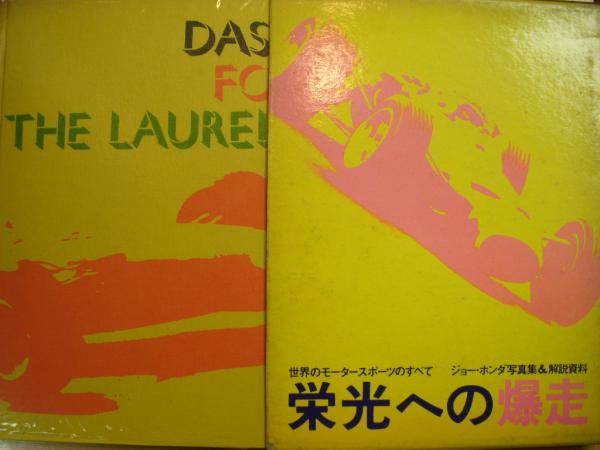 DAS
FO
THE LAUREL
世界のモータースポーツのすべて ジョー・ホンダ写真集&解説資料
栄光への爆走